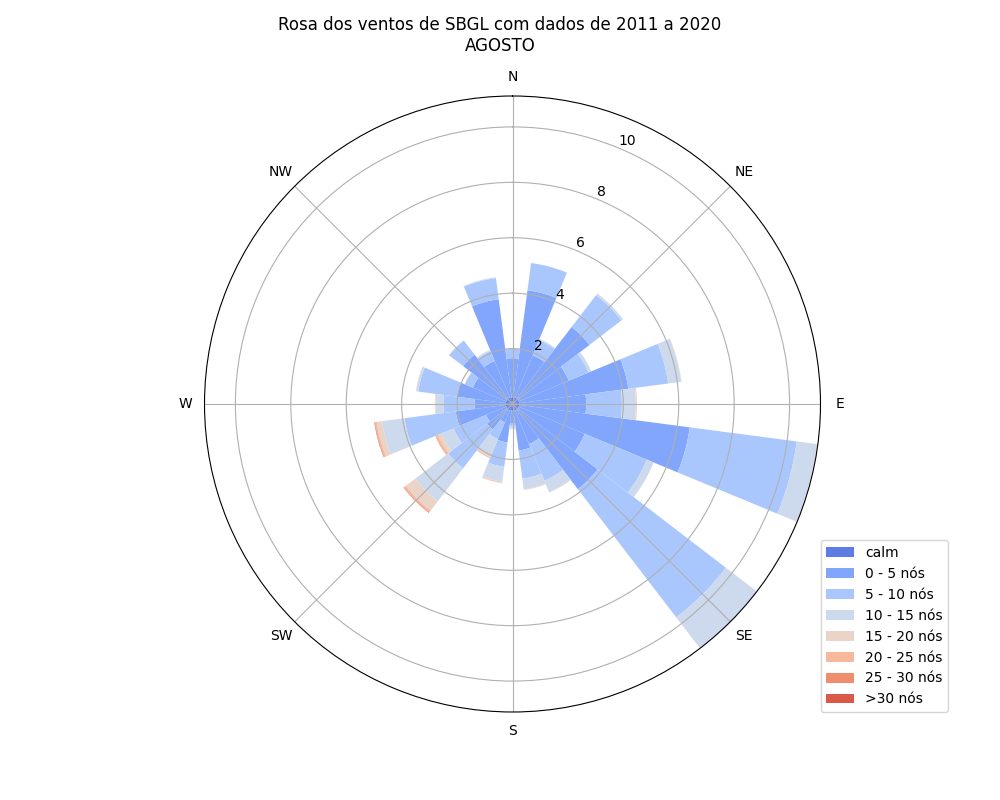 Rosa dos ventos de SBGL com dados de 2011 a 2020
AGOSTO
N
NW
NE
10
8
6
4
2
W
E
SW
SE
S
calm
0 - 5 nós
5 - 10 nós
10 - 15 nós
15 - 20 nós
20 - 25 nós
25 - 30 nós
>30 nós